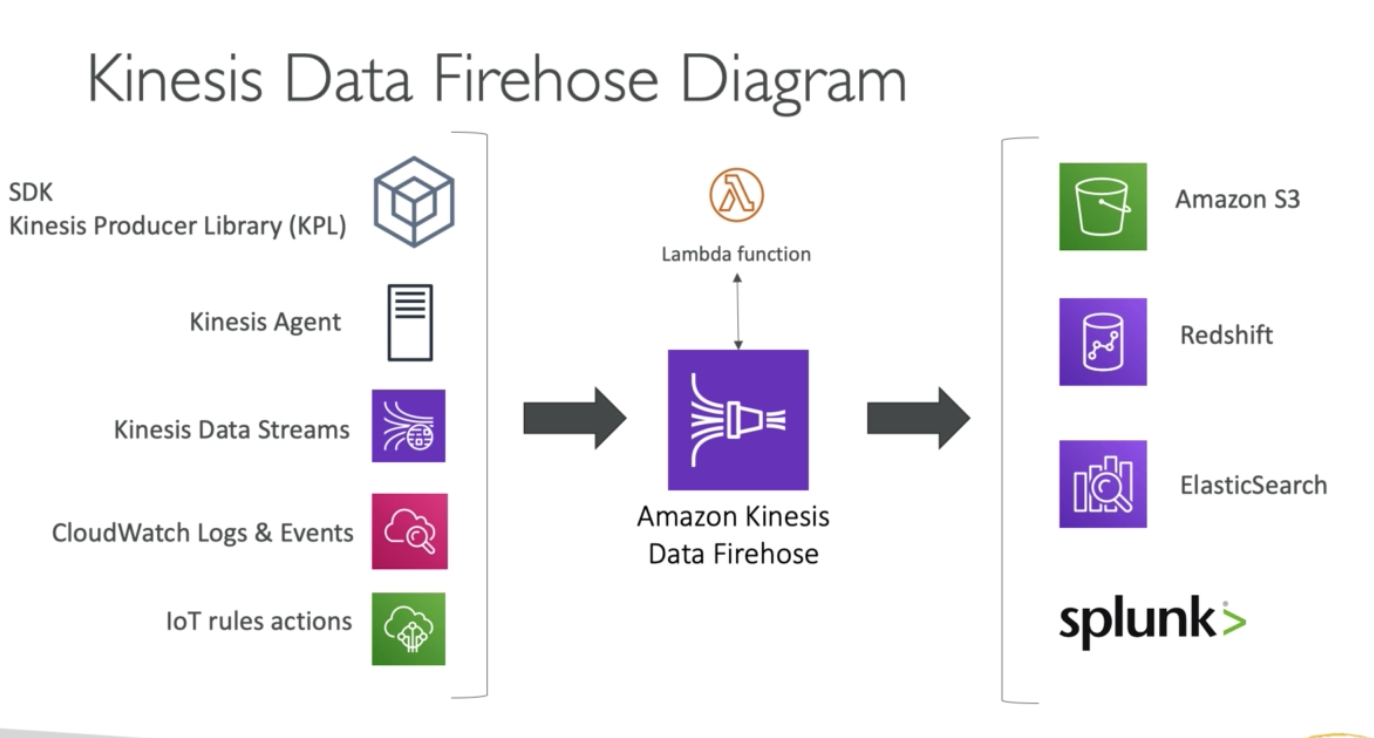 Kinesis Data Firehose Diagram
SDK
Kinesis Producer Library (KPL)
Kinesis Agent
Kinesis Data Streams
CloudWatch Logs & Events
IoT rules actions
Lambda function
Amazon Kinesis
Data Firehose
Amazon S3
Redshift
ElasticSearch
splunk>